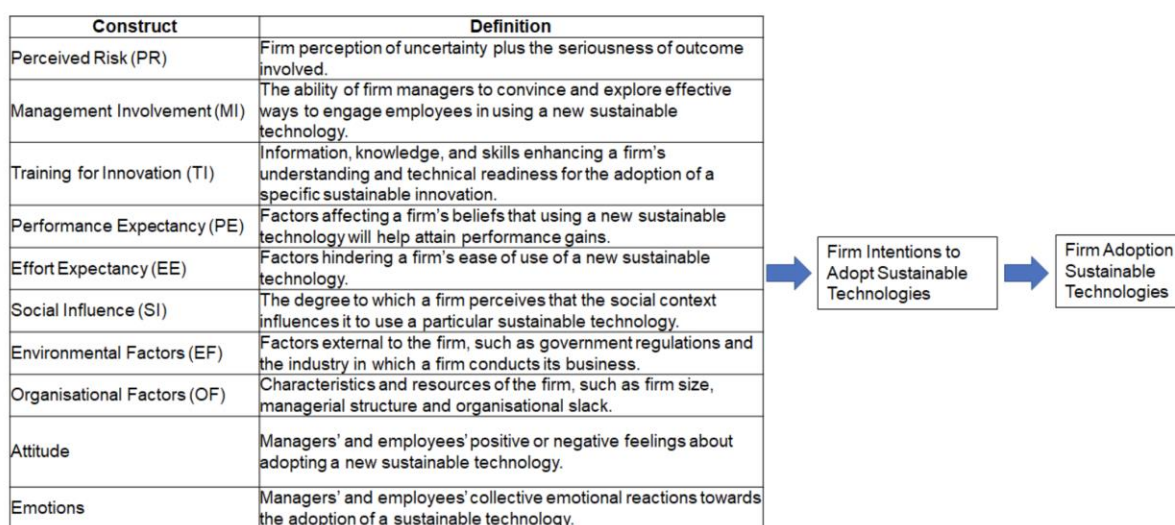 Construct
Definition
Perceived Risk (PR)
Firm perception of uncertainty plus the seriousness of outcome
involved.
Management Involvement (MI)
The ability of firm managers to convince and explore effective
ways to engage employees in using a new sustainable
technology.
Training for Innovation (TI)
Information, knowledge, and skills enhancing a firm's
understanding and technical readiness for the adoption of a
specific sustainable innovation.
Performance Expectancy (PE)
Factors affecting a firm's beliefs that using a new sustainable
technology will help attain performance gains.
Effort Expectancy (EE)
Factors hindering a firm's ease of use of a new sustainable
technology.
Social Influence (SI)
The degree to which a firm perceives that the social context
influences it to use a particular sustainable technology.
Environmental Factors (EF)
Factors external to the firm, such as government regulations and
the industry in which a firm conducts its business.
Organisational Factors (OF)
Characteristics and resources of the firm, such as firm size,
managerial structure and organisational slack.
Attitude
Managers' and employees' positive or negative feelings about
adopting a new sustainable technology.
Emotions
Managers' and employees' collective emotional reactions towards
the adoption of a sustainable technology.
Firm Intentions to
Adopt Sustainable
Technologies
Firm Adoption
Sustainable
Technologies